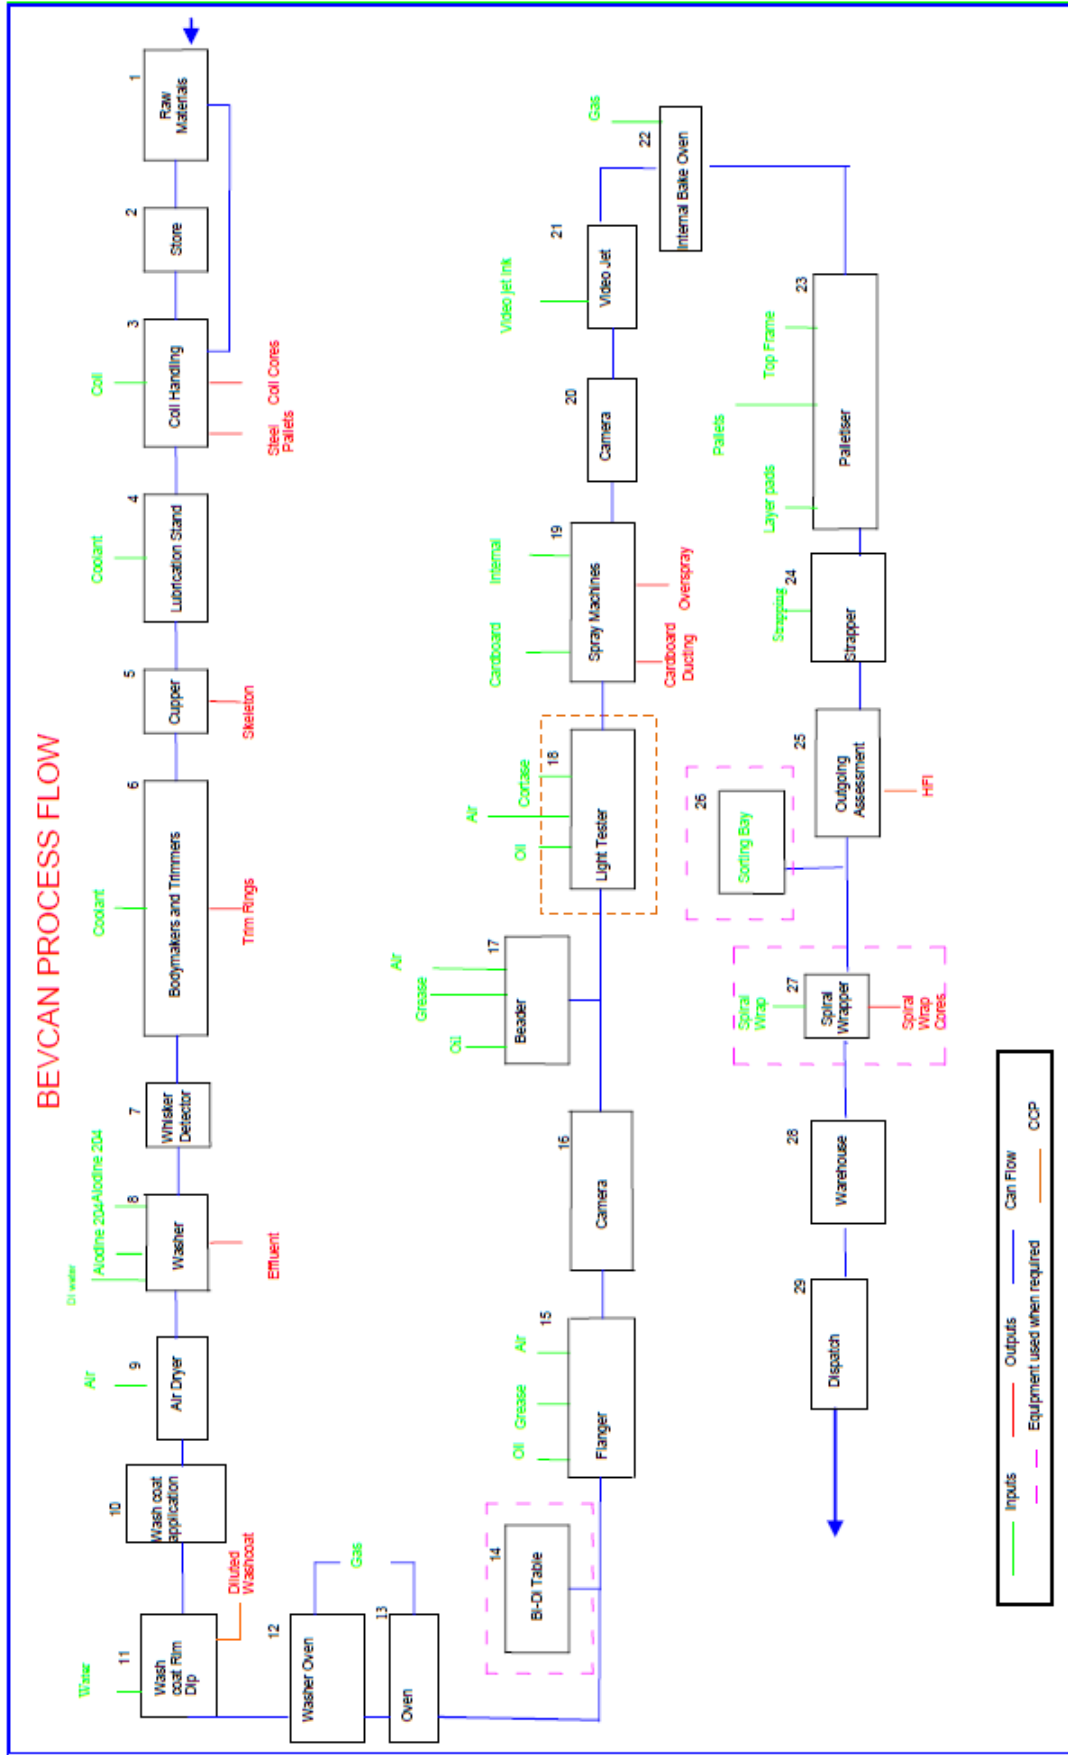 BEVCAN PROCESS FLOW
1
Raw
Materials
2
Store
3
Coil Handling
Coil
Steel
Pallets
Coil Cores
4
Lubrication Stand
Coolant
5
Cupper
Skeleton
6
Bodymakers and Trimmers
Coolant
Trim Rings
7
Whisker
Detector
8
Washer
DI water
Alodine 204
Alodine 204
Effluent
9
Air Dryer
Air
10
Wash coat
application
11
Wash
coat Rim
Dip
Water
Diluted
Washcoat
12
Washer Oven
Gas
13
Oven
14
BI-DI Table
15
Flanger
Oil
Grease
Air
16
Camera
17
Beader
Oil
Grease
Air
18
Light Tester
Oil
Air
Cortase
19
Spray Machines
Cardboard
Internal
Cardboard
Ducting
Overspray
20
Camera
21
Video Jet
Video jet ink
22
Internal Bake Oven
Gas
23
Palletiser
Layer pads
Pallets
Top Frame
24
Strapper
Strapping
25
Outgoing
Assessment
HFI
26
Sorting Bay
27
Spiral
Wrapper
Spiral
Wrap
Spiral
Wrap
Cores
28
Warehouse
29
Dispatch
Inputs
Outputs
Can Flow
Equipment used when required
CCP